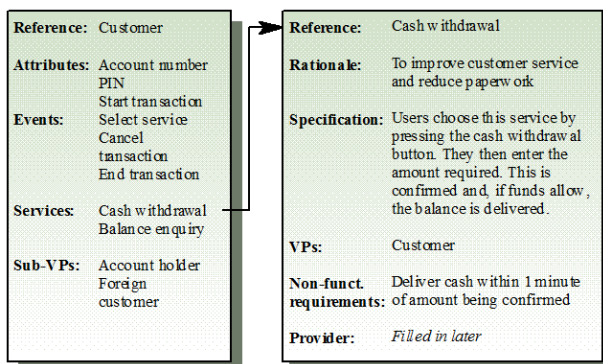 Reference: Customer
Attributes: Account number
PIN
Start transaction
Events: Select service
Cancel
transaction
End transaction
Services: Cash withdrawal
Balance enquiry
Sub-VPs: Account holder
Foreign
customer
Reference: Cash withdrawal
Rationale: To improve customer service
and reduce paperwork
Specification: Users choose this service by
pressing the cash withdrawal
button. They then enter the
amount required. This is
confirmed and, if funds allow,
the balance is delivered.
VPs: Customer
Non-funct. Deliver cash within 1 minute
requirements: of amount being confirmed
Provider: Filled in later